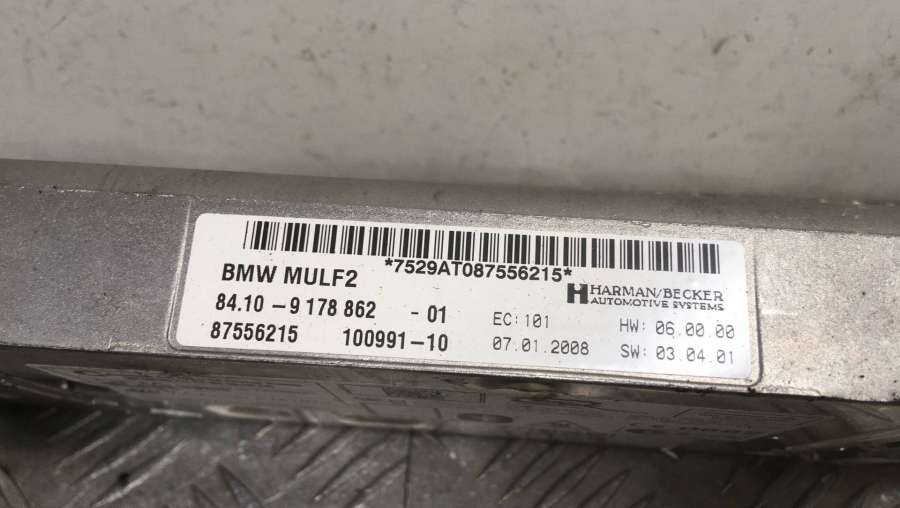 *7529AT087556215*
BMW MULF2
HARMAN/BECKER
AUTOMOTIVE SYSTEMS
84.10 - 9 178 862 - 01
EC: 101 HW: 06.00.00
87556215 100991-10 07.01.2008 SW: 03.04.01